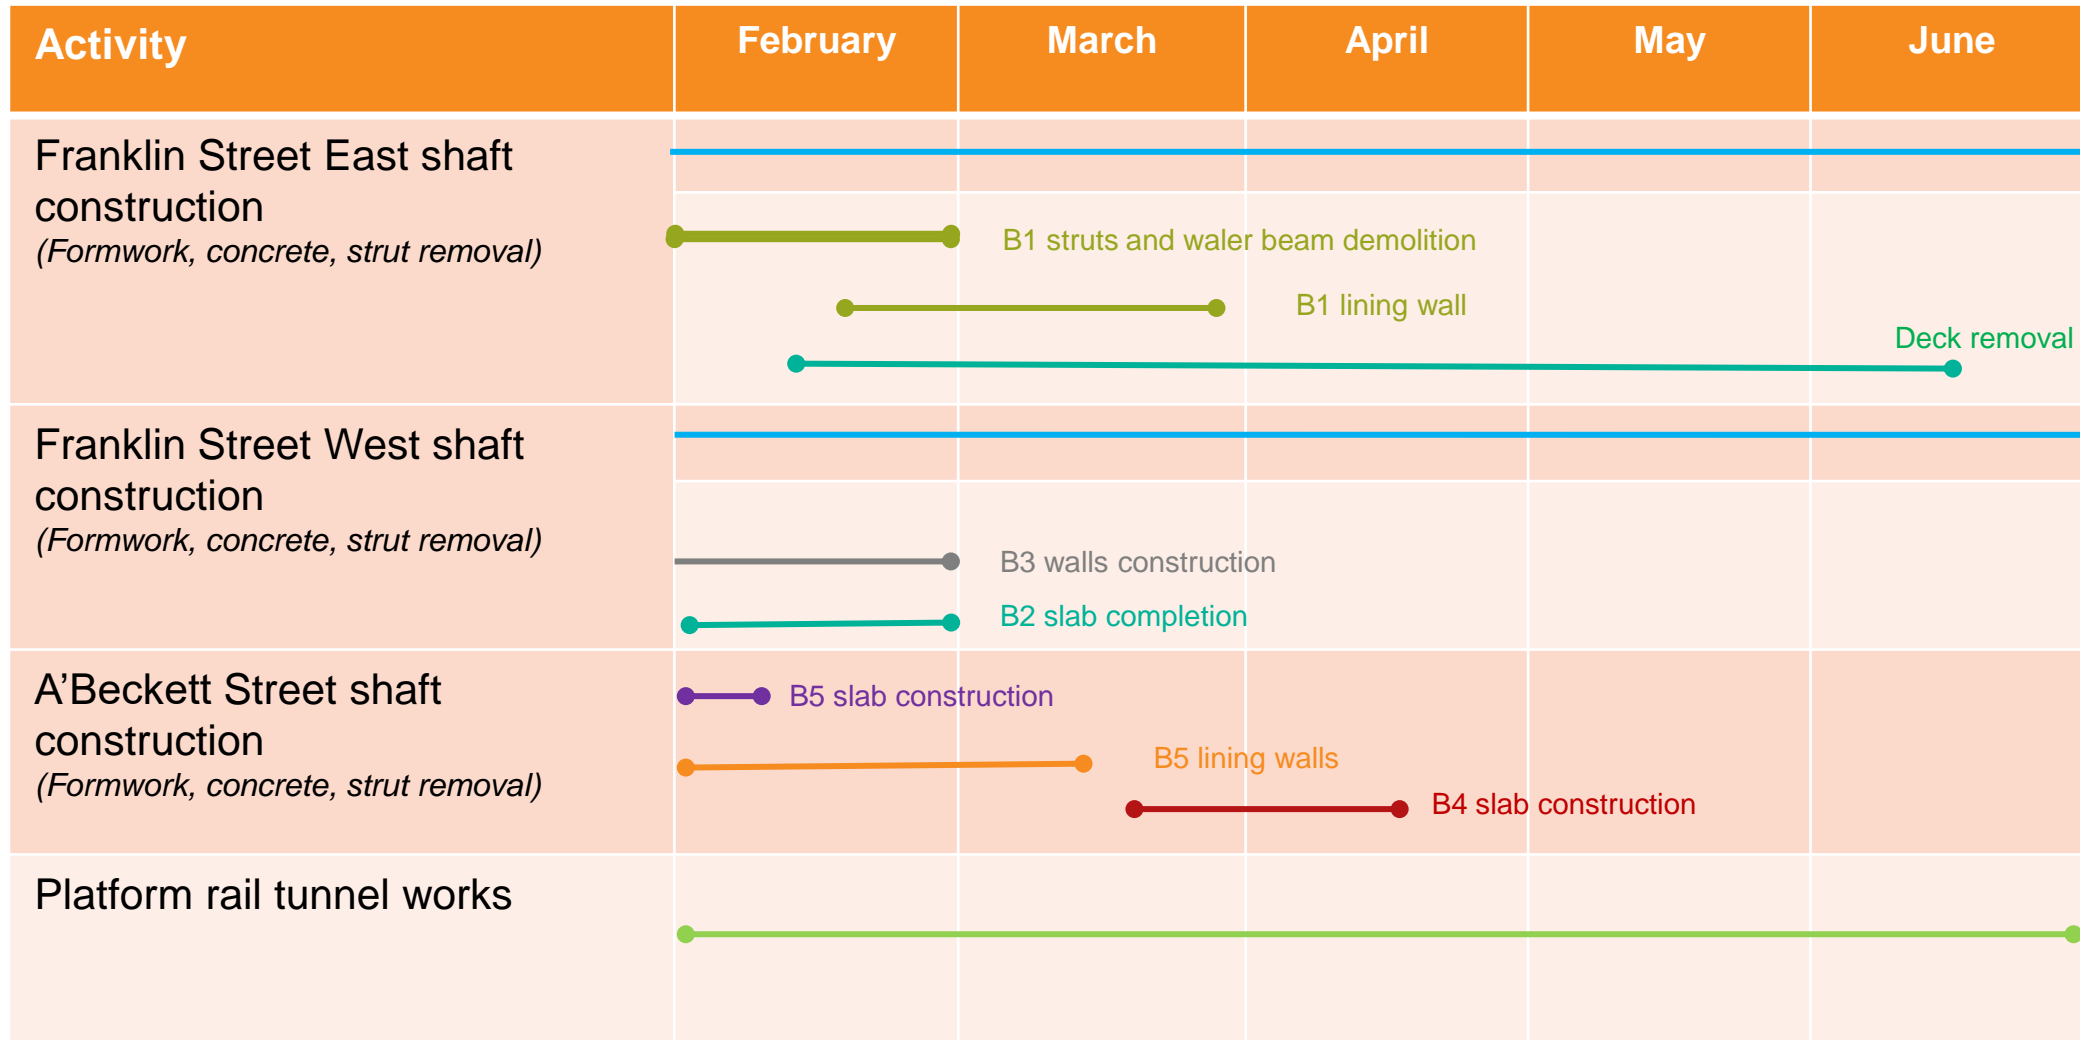 Activity
February
March
April
May
June
Franklin Street East shaft
construction
(Formwork, concrete, strut removal)
B1 struts and waler beam demolition
B1 lining wall
Deck removal
Franklin Street West shaft
construction
(Formwork, concrete, strut removal)
B3 walls construction
B2 slab completion
A’Beckett Street shaft
construction
(Formwork, concrete, strut removal)
B5 slab construction
B5 lining walls
B4 slab construction
Platform rail tunnel works